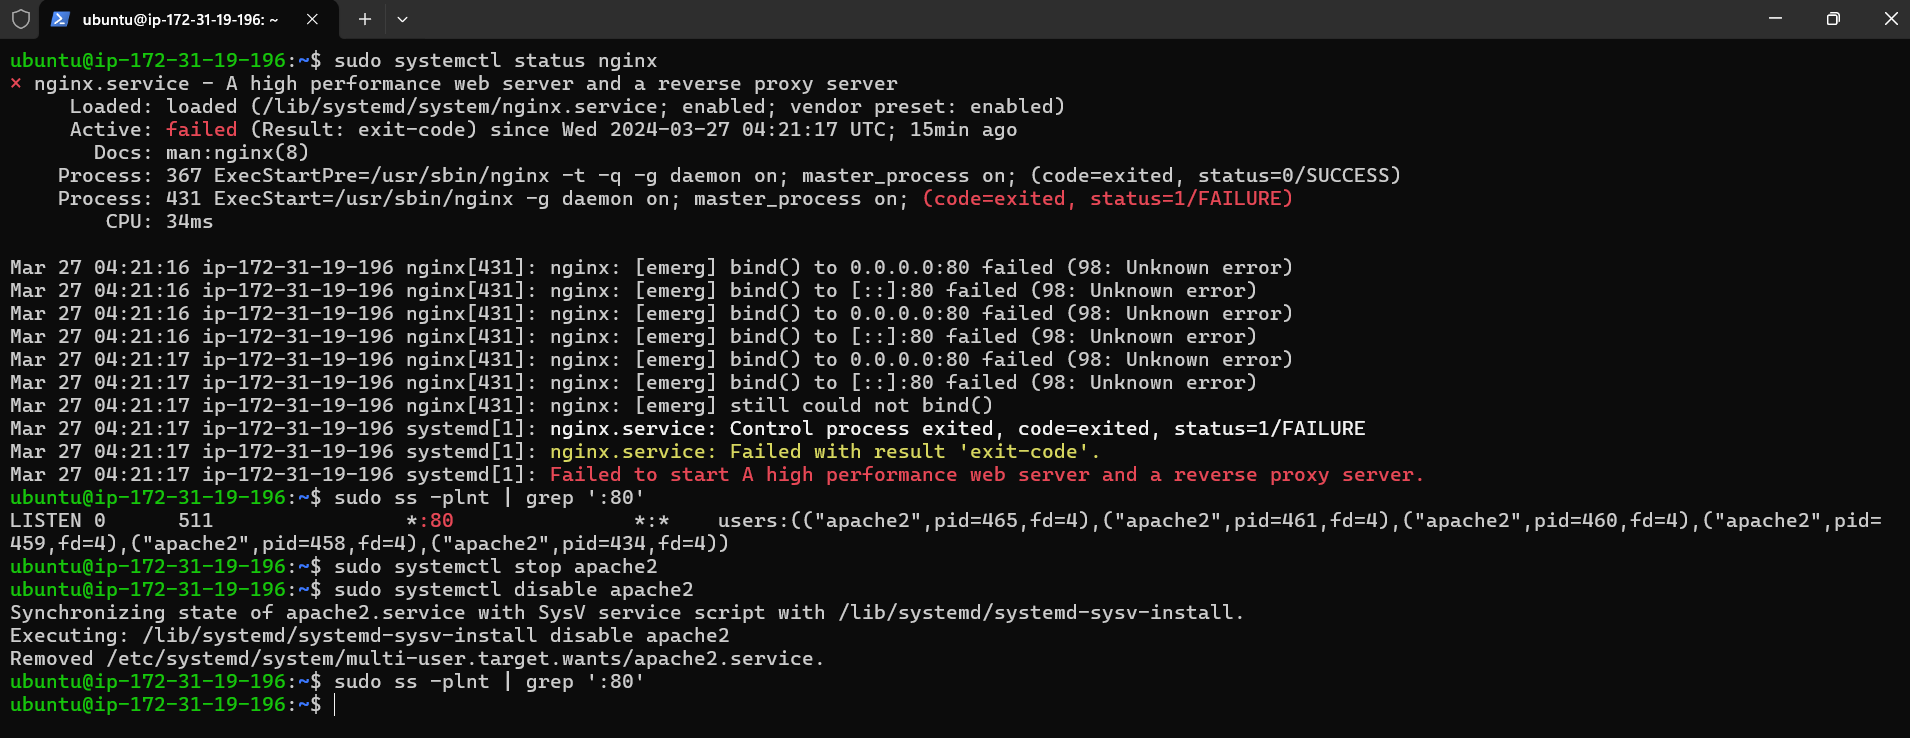 ubuntu@ip-172-31-19-196: ~
ubuntu@ip-172-31-19-196:~$ sudo systemctl status nginx
× nginx.service - A high performance web server and a reverse proxy server
     Loaded: loaded (/lib/systemd/system/nginx.service; enabled; vendor preset: enabled)
     Active: failed (Result: exit-code) since Wed 2024-03-27 04:21:17 UTC; 15min ago
       Docs: man:nginx(8)
    Process: 367 ExecStartPre=/usr/sbin/nginx -t -q -g daemon on; master_process on; (code=exited, status=0/SUCCESS)
    Process: 431 ExecStart=/usr/sbin/nginx -g daemon on; master_process on; (code=exited, status=1/FAILURE)
        CPU: 34ms

Mar 27 04:21:16 ip-172-31-19-196 nginx[431]: nginx: [emerg] bind() to 0.0.0.0:80 failed (98: Unknown error)
Mar 27 04:21:16 ip-172-31-19-196 nginx[431]: nginx: [emerg] bind() to [::]:80 failed (98: Unknown error)
Mar 27 04:21:16 ip-172-31-19-196 nginx[431]: nginx: [emerg] bind() to 0.0.0.0:80 failed (98: Unknown error)
Mar 27 04:21:16 ip-172-31-19-196 nginx[431]: nginx: [emerg] bind() to [::]:80 failed (98: Unknown error)
Mar 27 04:21:17 ip-172-31-19-196 nginx[431]: nginx: [emerg] bind() to 0.0.0.0:80 failed (98: Unknown error)
Mar 27 04:21:17 ip-172-31-19-196 nginx[431]: nginx: [emerg] bind() to [::]:80 failed (98: Unknown error)
Mar 27 04:21:17 ip-172-31-19-196 nginx[431]: nginx: [emerg] still could not bind()
Mar 27 04:21:17 ip-172-31-19-196 systemd[1]: nginx.service: Control process exited, code=exited, status=1/FAILURE
Mar 27 04:21:17 ip-172-31-19-196 systemd[1]: nginx.service: Failed with result 'exit-code'.
Mar 27 04:21:17 ip-172-31-19-196 systemd[1]: Failed to start A high performance web server and a reverse proxy server.
ubuntu@ip-172-31-19-196:~$ sudo ss -plnt | grep ':80'
LISTEN 0      511                *:80               *:*    users:(("apache2",pid=465,fd=4),("apache2",pid=461,fd=4),("apache2",pid=460,fd=4),("apache2",pid=
459,fd=4),("apache2",pid=458,fd=4),("apache2",pid=434,fd=4))
ubuntu@ip-172-31-19-196:~$ sudo systemctl stop apache2
ubuntu@ip-172-31-19-196:~$ sudo systemctl disable apache2
Synchronizing state of apache2.service with SysV service script with /lib/systemd/systemd-sysv-install.
Executing: /lib/systemd/systemd-sysv-install disable apache2
Removed /etc/systemd/system/multi-user.target.wants/apache2.service.
ubuntu@ip-172-31-19-196:~$ sudo ss -plnt | grep ':80'
ubuntu@ip-172-31-19-196:~$